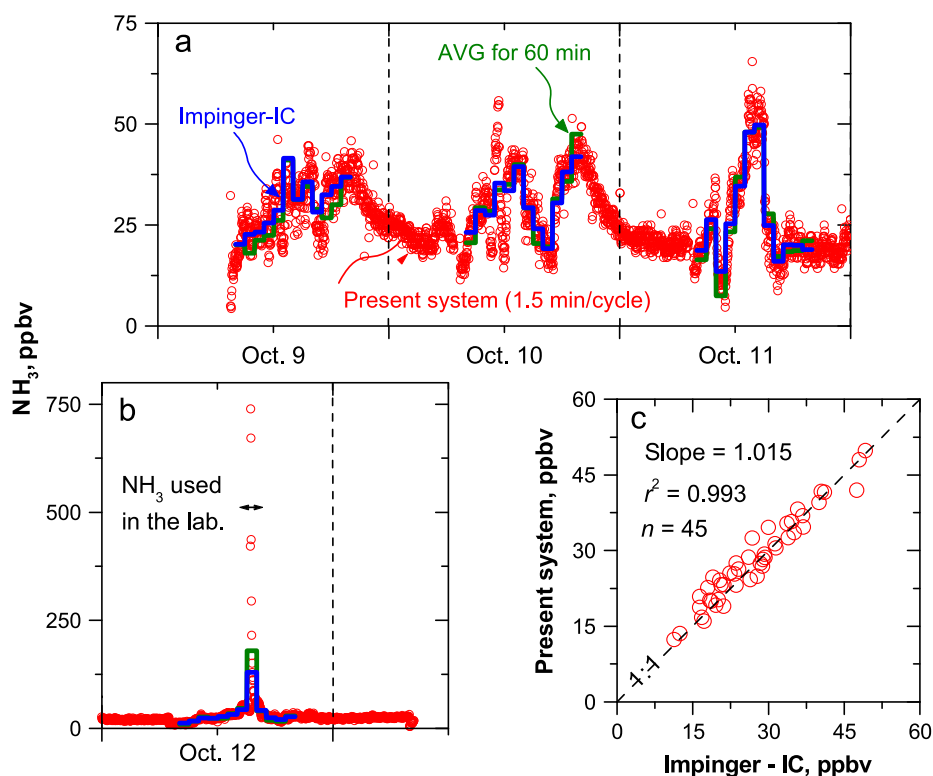 a
75
50
25
0
AVG for 60 min
Impinger-IC
Present system (1.5 min/cycle)
Oct. 9
Oct. 10
Oct. 11
NH₃, ppbv
b
750
500
250
0
NH₃ used
in the lab.
Oct. 12
c
60
45
30
15
0
Present system, ppbv
Slope = 1.015
r² = 0.993
n = 45
1:1
0
15
30
45
60
Impinger - IC, ppbv